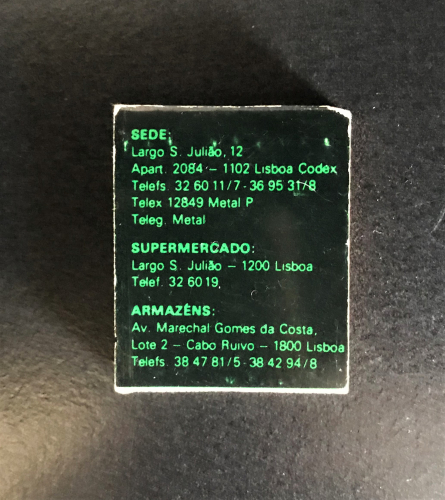 SEDE:
Largo S. Julião, 12
Apart. 2084 – 1102 Lisboa Codex
Telefs. 32 60 11/7 - 36 95 31/8
Telex 12849 Metal P
Teleg. Metal
SUPERMERCADO:
Largo S. Julião – 1200 Lisboa
Telef. 32 60 19,
ARMAZÉNS:
Av. Marechal Gomes da Costa,
Lote 2 – Cabo Ruivo – 1800 Lisboa
Telefs. 38 47 81/5 - 38 42 94/8